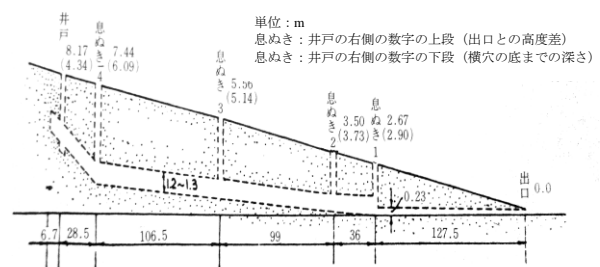 単位：m
息ぬき：井戸の右側の数字の上段（出口との高度差）
息ぬき：井戸の右側の数字の下段（横穴の底までの深さ）
井戸
8.17
(4.34)
息ぬき4
7.44
(6.09)
息ぬき3
5.56
(5.14)
息ぬき2
3.50
(3.73)
息ぬき1
2.67
(2.90)
出口
0.0
1.2~1.3
0.23
6.7
28.5
106.5
99
36
127.5